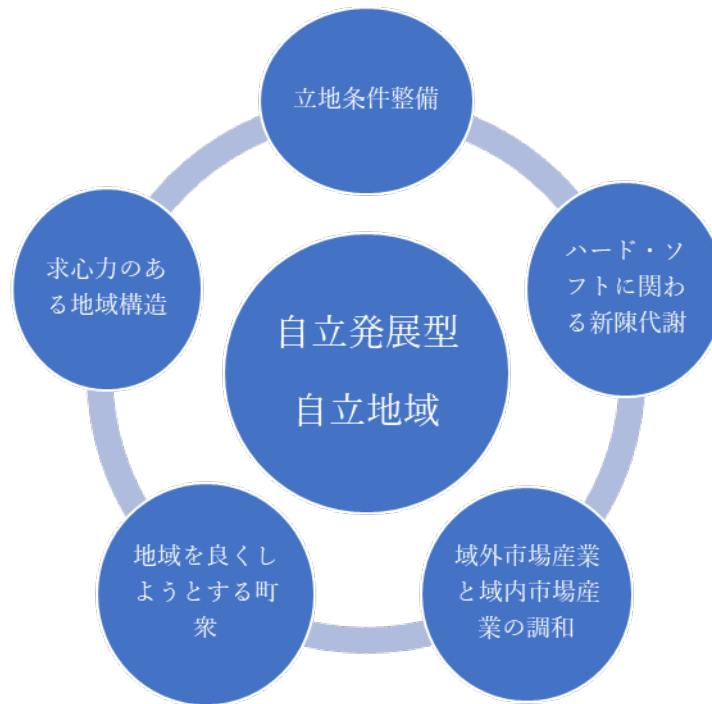 立地条件整備
ハード・ソ
フトに関わ
る新陳代謝
域外市場産業
と域内市場産
業の調和
地域を良くし
ようとする町
衆
求心力のあ
る地域構造
自立発展型
自立地域